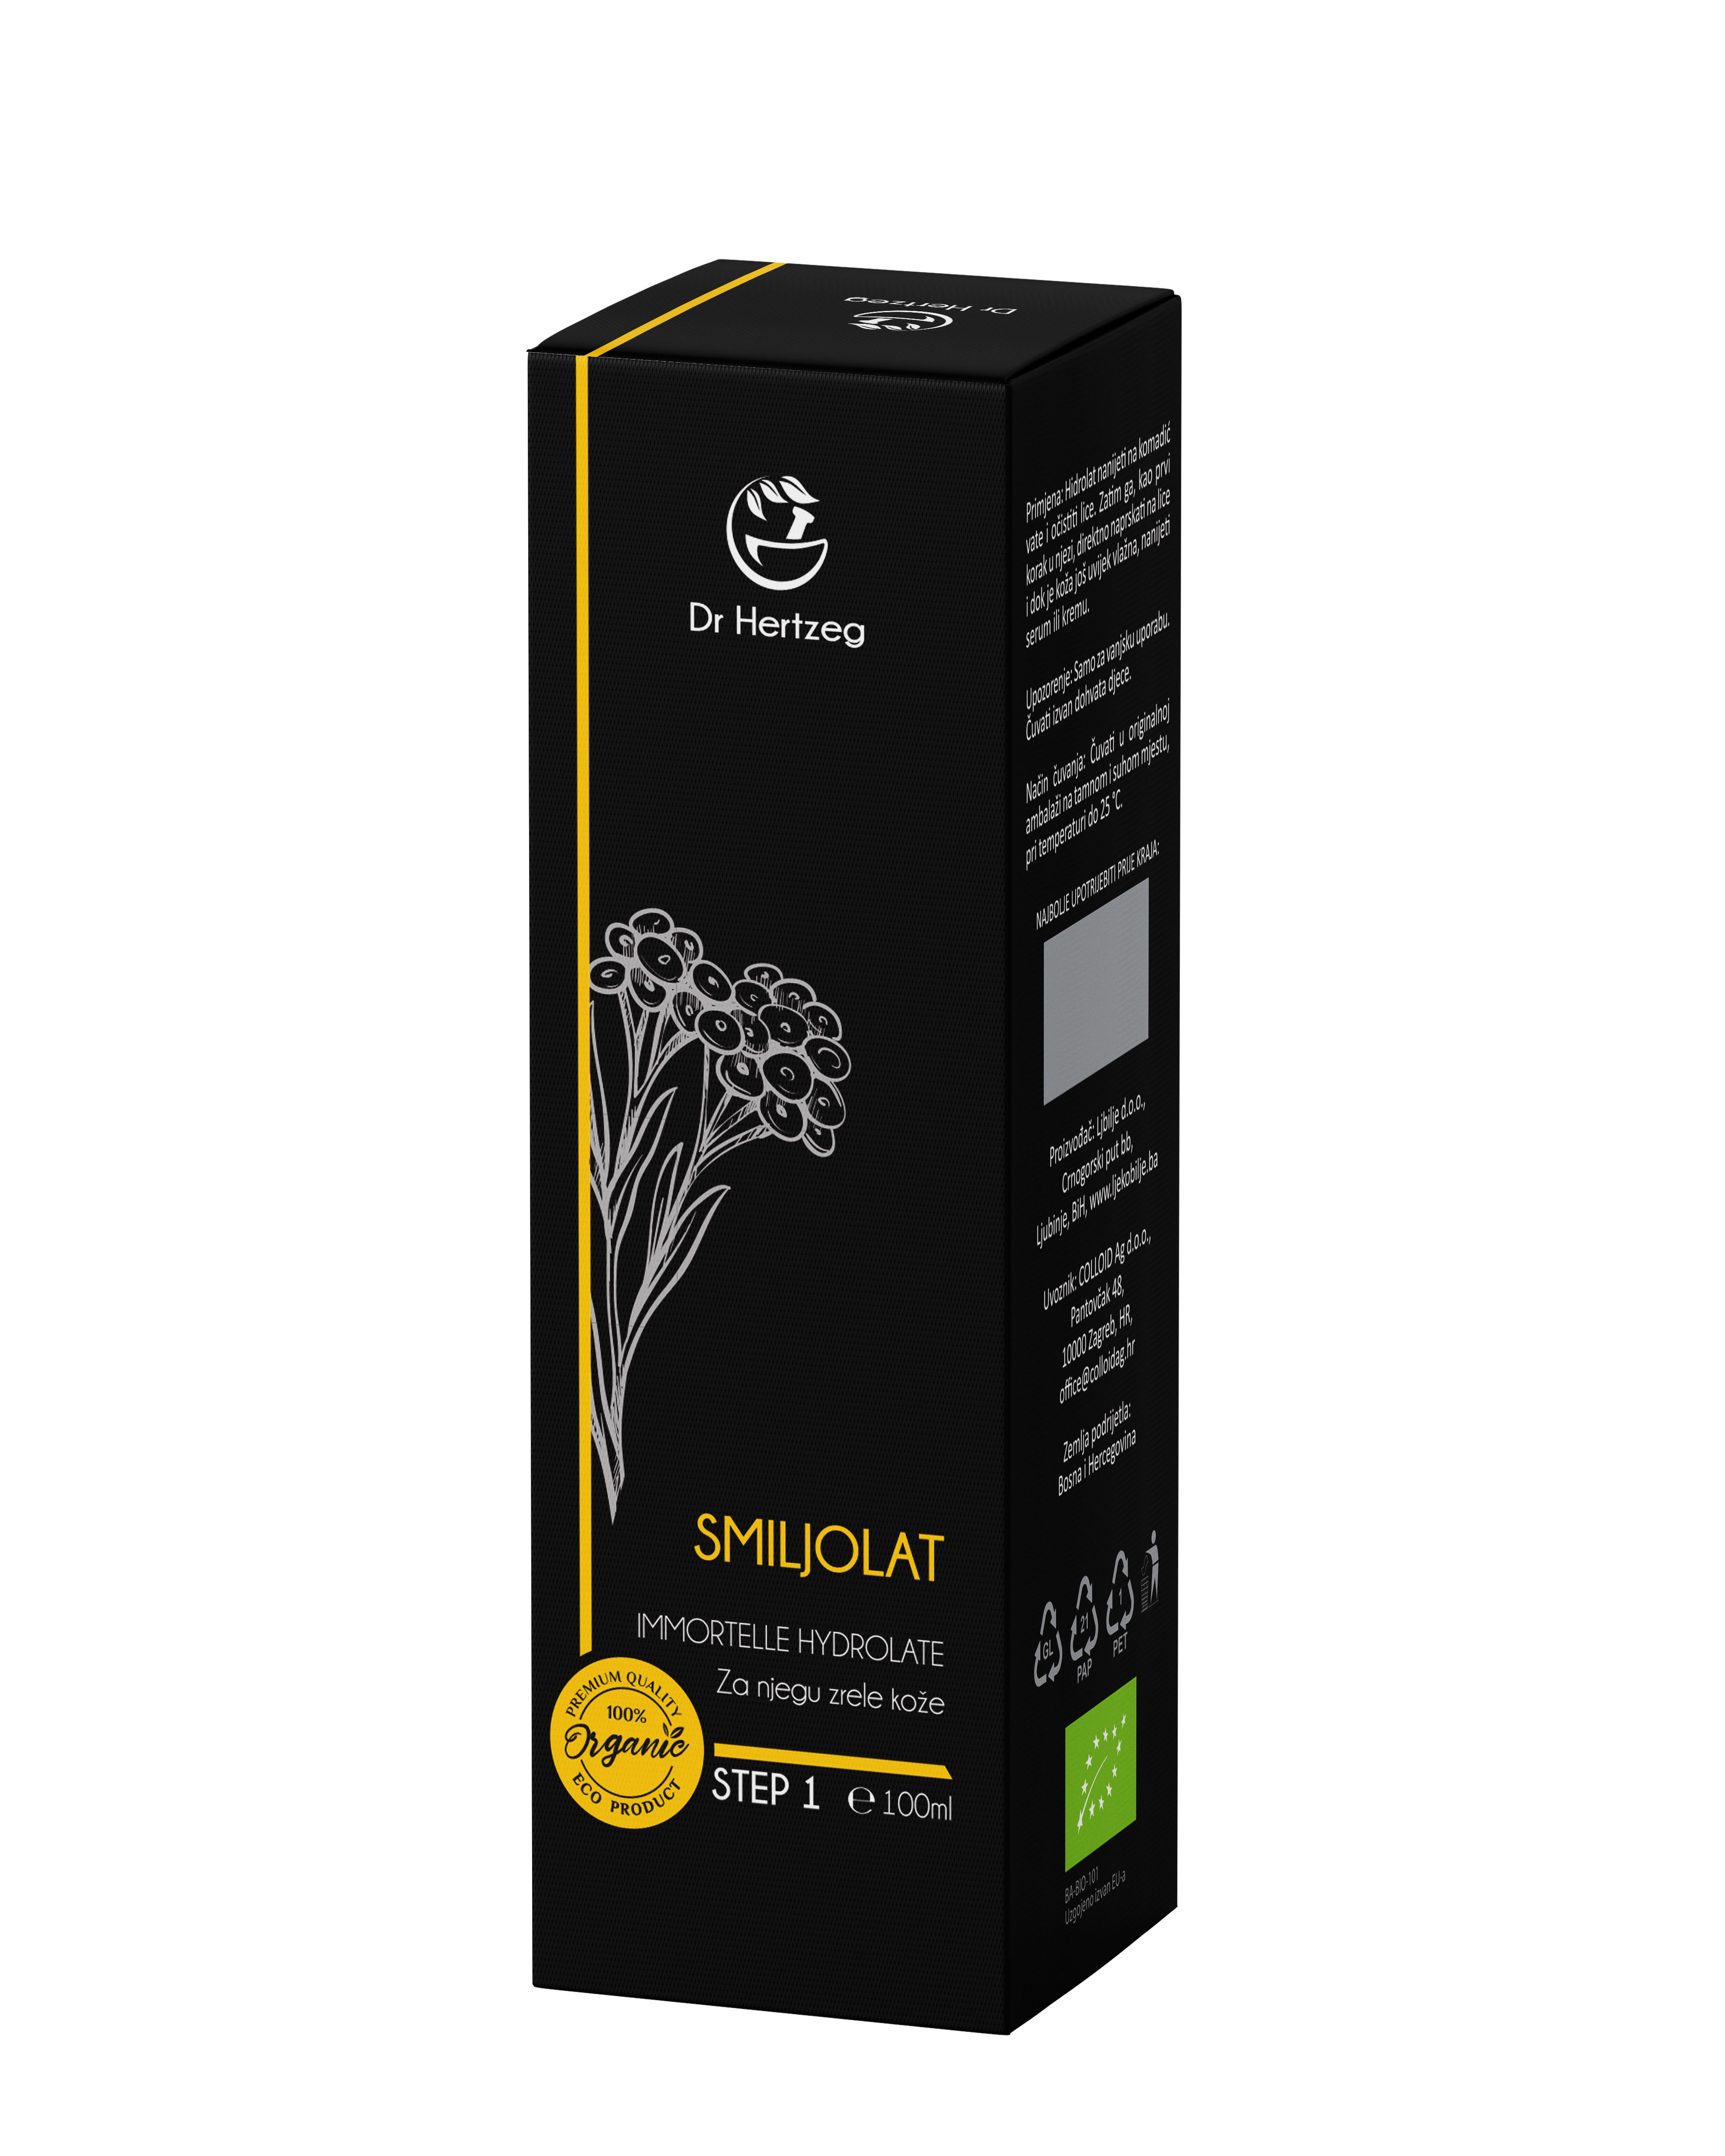 Dr Hertzeg
Dr Hertzeg
SMILJOLAT
IMMORTELLE HYDROLATE
Za njegu zrele kože
PREMIUM QUALITY
100%
Organic
ECO PRODUCT
STEP 1 ℮ 100ml
Primjena: Hidrolat nanijeti na komadić
vate i očistiti lice. Zatim ga, kao prvi
korak u njezi, direktno naprskati na lice
i dok je koža još uvijek vlažna, nanijeti
serum ili kremu.
Upozorenje: Samo za vanjsku uporabu.
Čuvati izvan dohvata djece.
Način čuvanja: Čuvati u originalnoj
ambalaži na tamnom i suhom mjestu,
pri temperaturi do 25 °C.
NAJBOLJE UPOTRIJEBITI PRIJE KRAJA:
Proizvođač: Ljbilje d.o.o.,
Crnogorski put bb,
Ljubinje, BiH, www.ljekobilje.ba
Uvoznik: COLLOID Ag d.o.o.,
Pantovčak 48,
10000 Zagreb, HR,
office@colloidag.hr
Zemlja podrijetla:
Bosna i Hercegovina
GL
21
PAP
1
PET
BA-BIO-101
Uzgojeno izvan EU-a